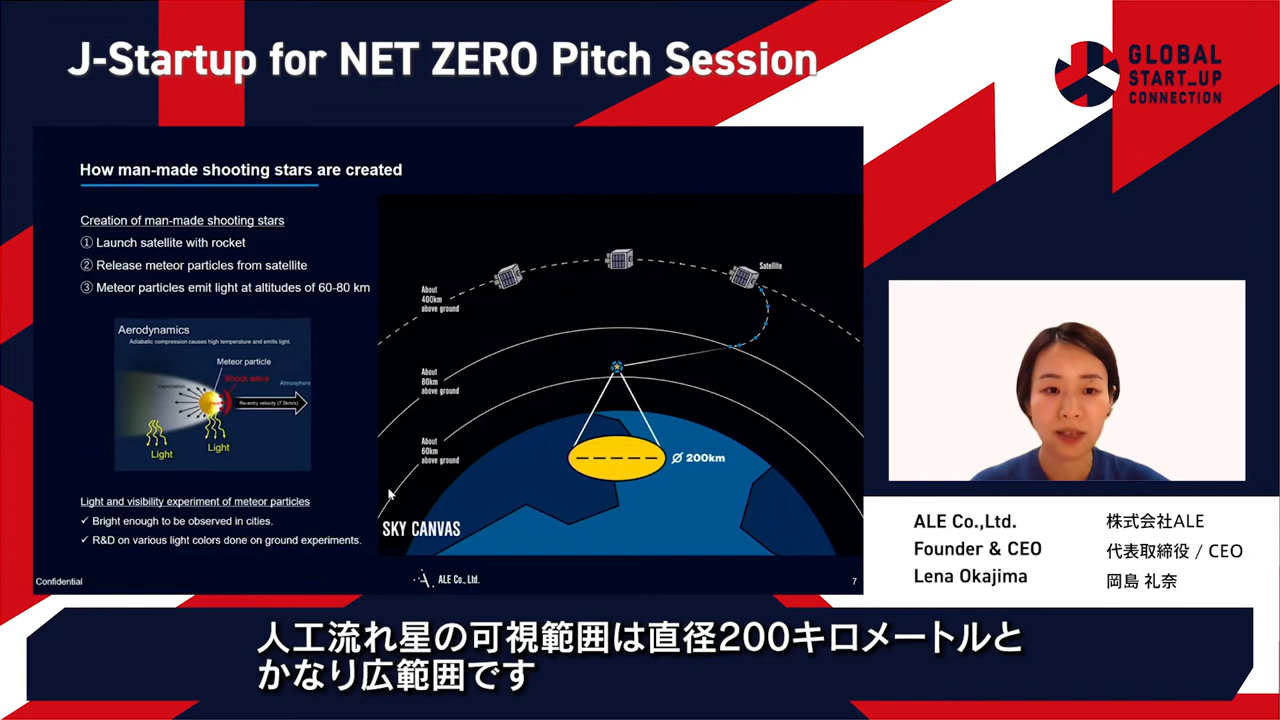 J-Startup for NET ZERO Pitch Session
GLOBAL
START_UP
CONNECTION
How man-made shooting stars are created
Creation of man-made shooting stars
① Launch satellite with rocket
② Release meteor particles from satellite
③ Meteor particles emit light at altitudes of 60-80 km
Aerodynamics
Adiabatic compression causes high temperature and emits light.
Meteor particle
Shock wave
Vaporization
Atmosphere
Re-entry velocity (7.5km/s)
Light
Light
Light and visibility experiment of meteor particles
✓ Bright enough to be observed in cities.
✓ R&D on various light colors done on ground experiments.
Satellite
About
400km
above ground
About
80km
above ground
About
60km
above ground
Ø 200km
SKY CANVAS
Confidential
ALE Co., Ltd.
7
ALE Co.,Ltd.
Founder & CEO
Lena Okajima
株式会社ALE
代表取締役 / CEO
岡島 礼奈
人工流れ星の可視範囲は直径200キロメートルと
かなり広範囲です